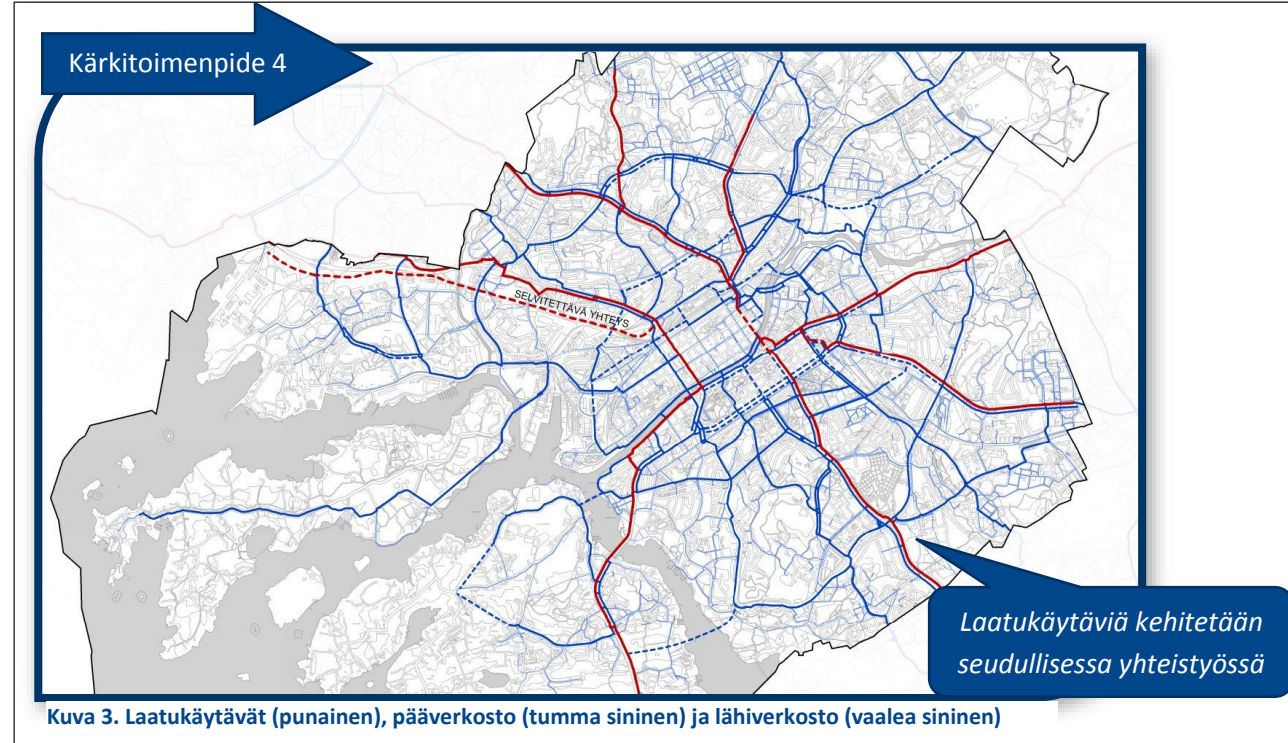 Kärkitoimenpide 4
SELVITETTÄVÄ YHTEYS
Laatukäytäviä kehitetään
seudullisessa yhteistyössä
Kuva 3. Laatukäytävät (punainen), pääverkosto (tumma sininen) ja lähiverkosto (vaalea sininen)